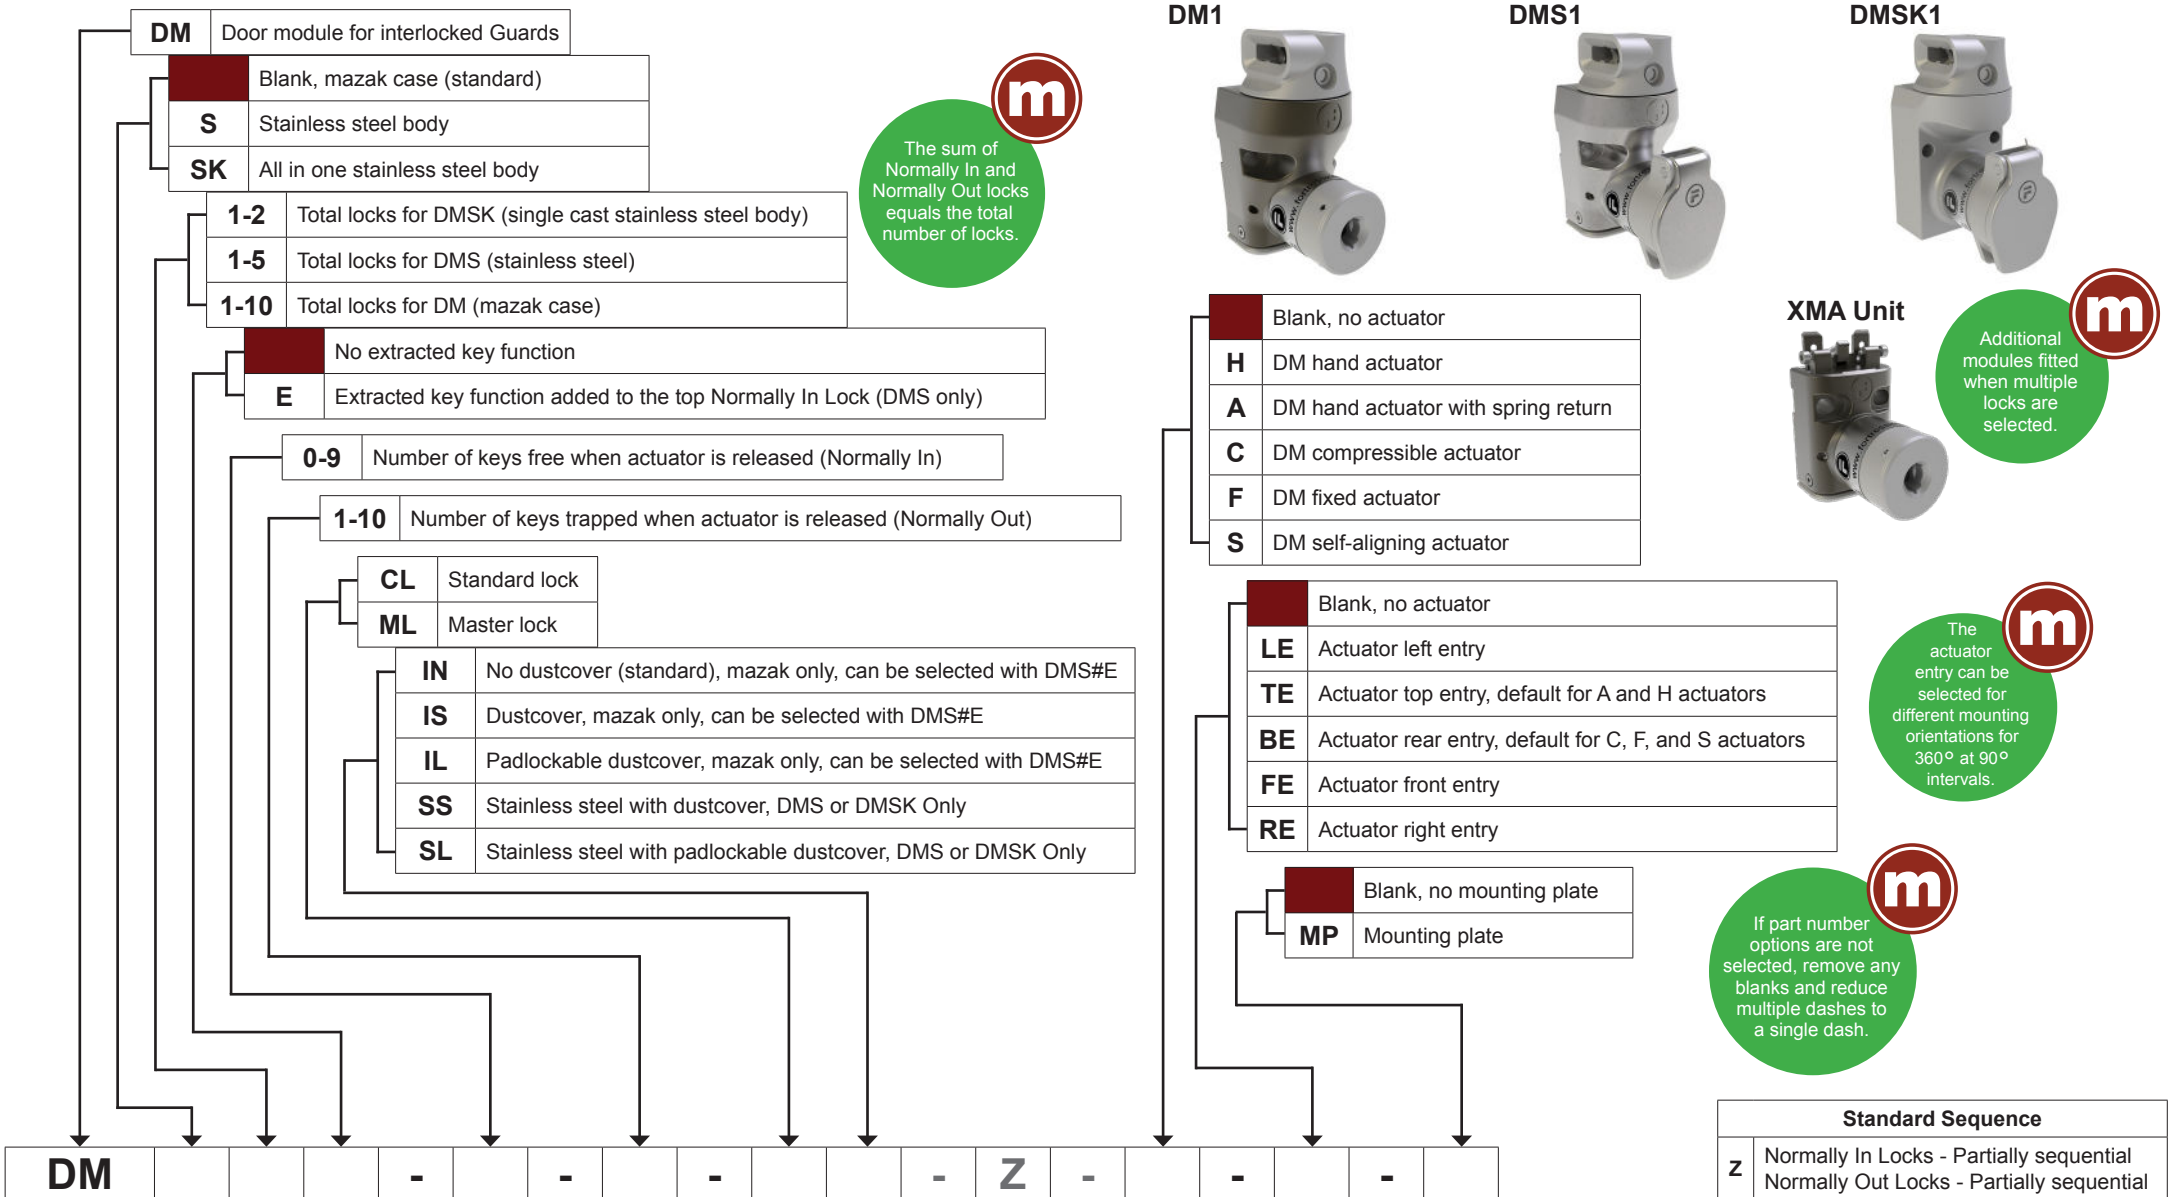 DM Door module for interlocked Guards
Blank, mazak case (standard)
S Stainless steel body
SK All in one stainless steel body
1-2 Total locks for DMSK (single cast stainless steel body)
1-5 Total locks for DMS (stainless steel)
1-10 Total locks for DM (mazak case)
No extracted key function
E Extracted key function added to the top Normally In Lock (DMS only)
0-9 Number of keys free when actuator is released (Normally In)
1-10 Number of keys trapped when actuator is released (Normally Out)
CL Standard lock
ML Master lock
IN No dustcover (standard), mazak only, can be selected with DMS#E
IS Dustcover, mazak only, can be selected with DMS#E
IL Padlockable dustcover, mazak only, can be selected with DMS#E
SS Stainless steel with dustcover, DMS or DMSK Only
SL Stainless steel with padlockable dustcover, DMS or DMSK Only
m
The sum of
Normally In and
Normally Out locks
equals the total
number of locks.
DM1 DMS1 DMSK1
Blank, no actuator
H DM hand actuator
A DM hand actuator with spring return
C DM compressible actuator
F DM fixed actuator
S DM self-aligning actuator
XMA Unit
m
Additional
modules fitted
when multiple
locks are
selected.
Blank, no actuator
LE Actuator left entry
TE Actuator top entry, default for A and H actuators
BE Actuator rear entry, default for C, F, and S actuators
FE Actuator front entry
RE Actuator right entry
m
The
actuator
entry can be
selected for
different mounting
orientations for
360º at 90º
intervals.
Blank, no mounting plate
MP Mounting plate
m
If part number
options are not
selected, remove any
blanks and reduce
multiple dashes to
a single dash.
DM - - - - Z - - -
Standard Sequence
Z Normally In Locks - Partially sequential
Normally Out Locks - Partially sequential